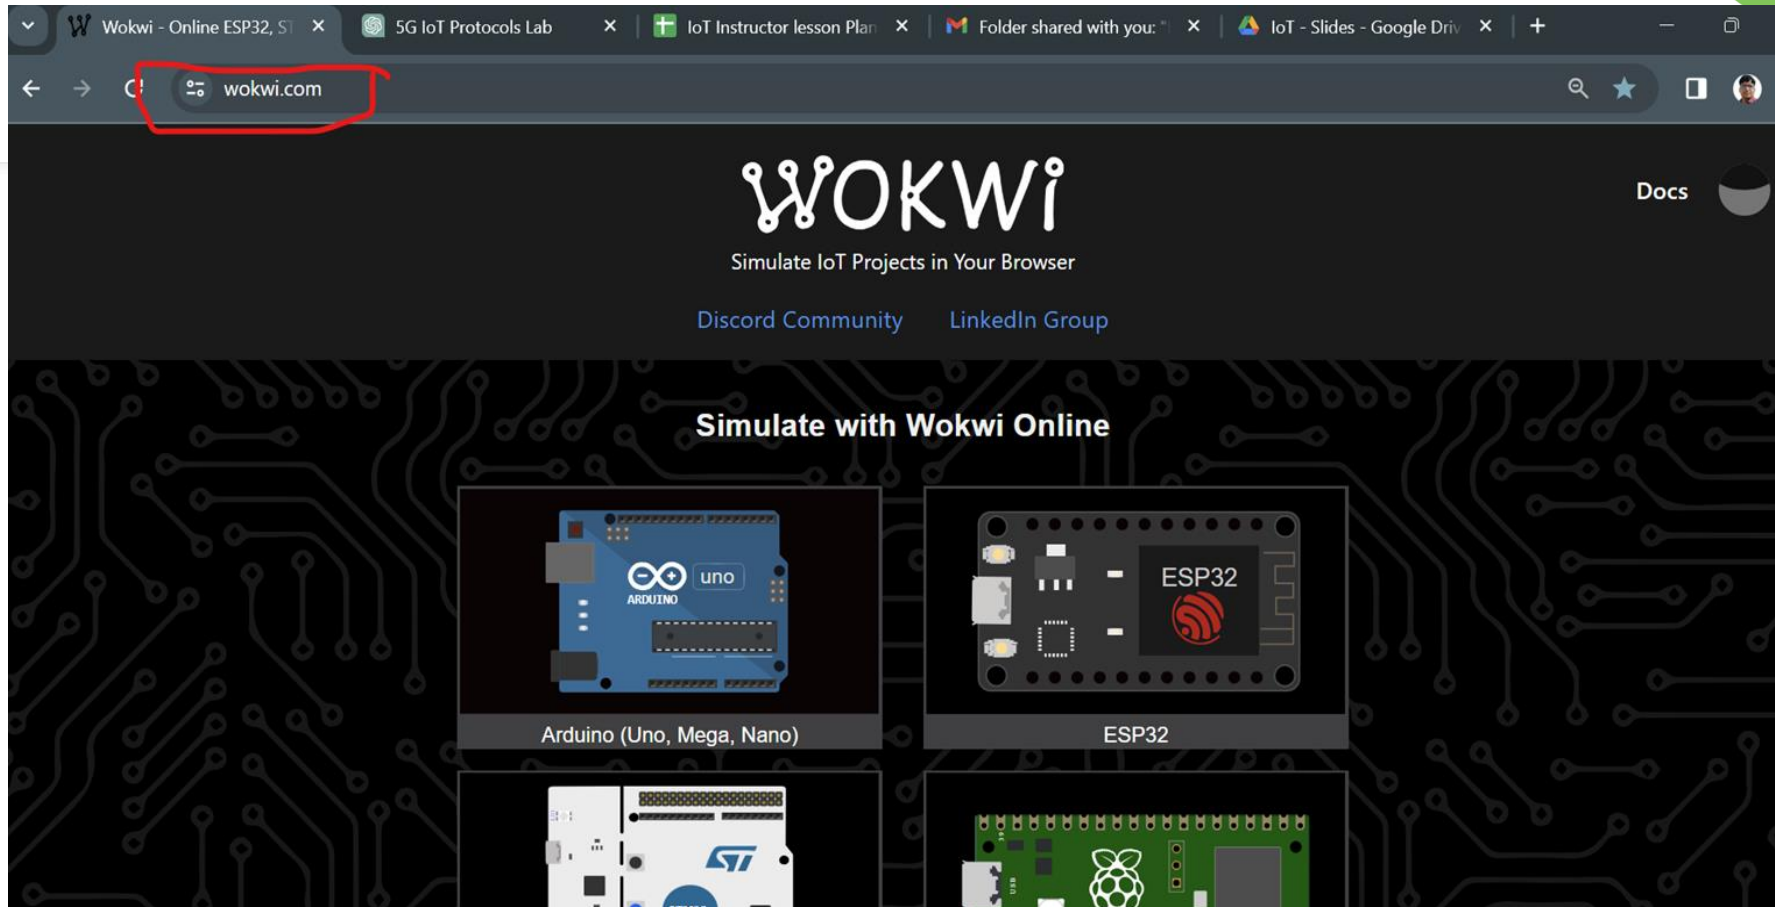 Wokwi - Online ESP32, ST
5G IoT Protocols Lab
IoT Instructor lesson Plan
Folder shared with you: "
IoT - Slides - Google Driv
wokwi.com
WOKWi
Docs
Simulate IoT Projects in Your Browser
Discord Community
LinkedIn Group
Simulate with Wokwi Online
uno
ARDUINO
Arduino (Uno, Mega, Nano)
ESP32
ESP32
ST
USB